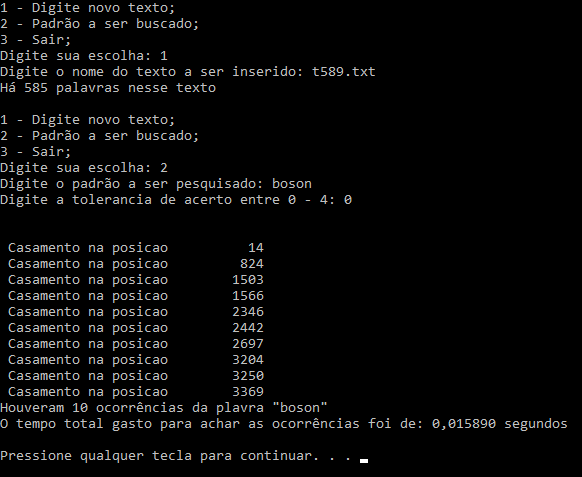 1 - Digite novo texto;
2 - Padrão a ser buscado;
3 - Sair;
Digite sua escolha: 1
Digite o nome do texto a ser inserido: t589.txt
Há 585 palavras nesse texto
1 - Digite novo texto;
2 - Padrão a ser buscado;
3 - Sair;
Digite sua escolha: 2
Digite o padrão a ser pesquisado: boson
Digite a tolerancia de acerto entre 0 - 4: 0
Casamento na posicao 14
Casamento na posicao 824
Casamento na posicao 1503
Casamento na posicao 1566
Casamento na posicao 2346
Casamento na posicao 2442
Casamento na posicao 2697
Casamento na posicao 3204
Casamento na posicao 3250
Casamento na posicao 3369
Houveram 10 ocorrências da plavra "boson"
O tempo total gasto para achar as ocorrências foi de: 0,015890 segundos
Pressione qualquer tecla para continuar. . .